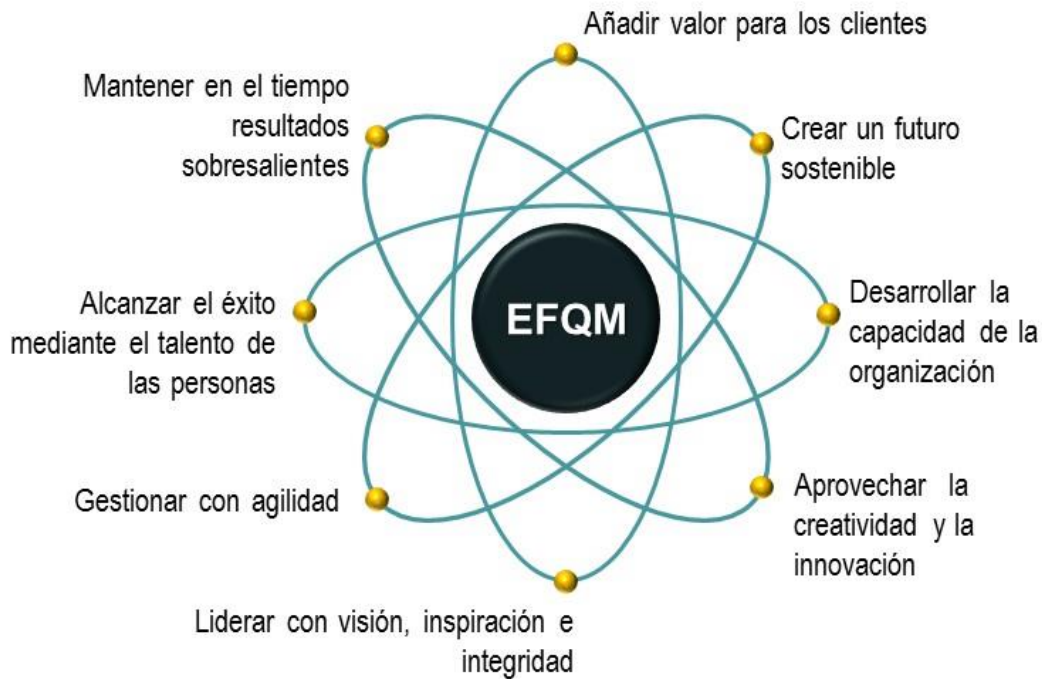 Añadir valor para los clientes
Crear un futuro
sostenible
Desarrollar la
capacidad de la
organización
Aprovechar la
creatividad y la
innovación
Liderar con visión, inspiración e
integridad
Gestionar con agilidad
Alcanzar el éxito
mediante el talento de
las personas
Mantener en el tiempo
resultados
sobresalientes
EFQM